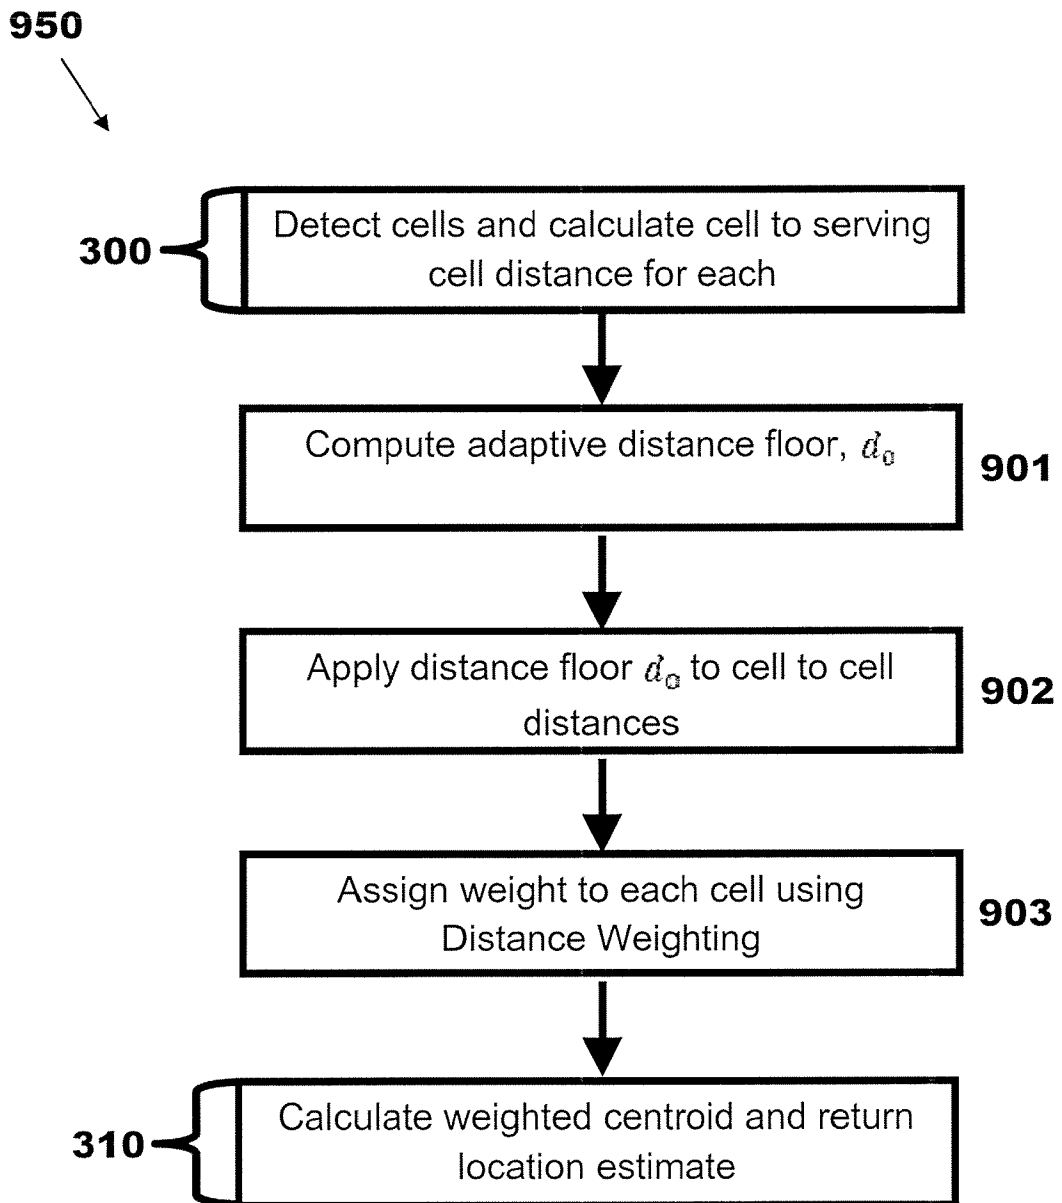 950
300
Detect cells and calculate cell to serving
cell distance for each
Compute adaptive distance floor, d₀
901
Apply distance floor d₀ to cell to cell
distances
902
Assign weight to each cell using
Distance Weighting
903
310
Calculate weighted centroid and return
location estimate